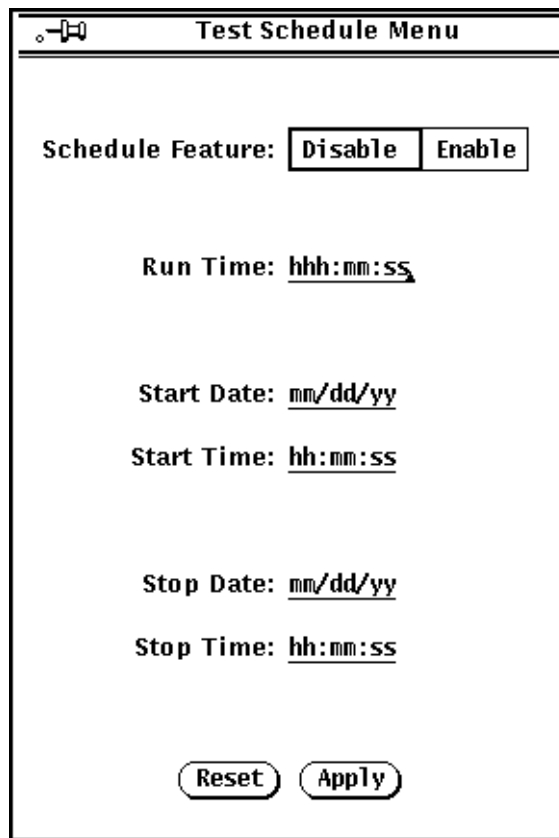 Test Schedule Menu
Schedule Feature: Disable Enable
Run Time: hhh:mm:ss
Start Date: mm/dd/yy
Start Time: hh:mm:ss
Stop Date: mm/dd/yy
Stop Time: hh:mm:ss
Reset Apply